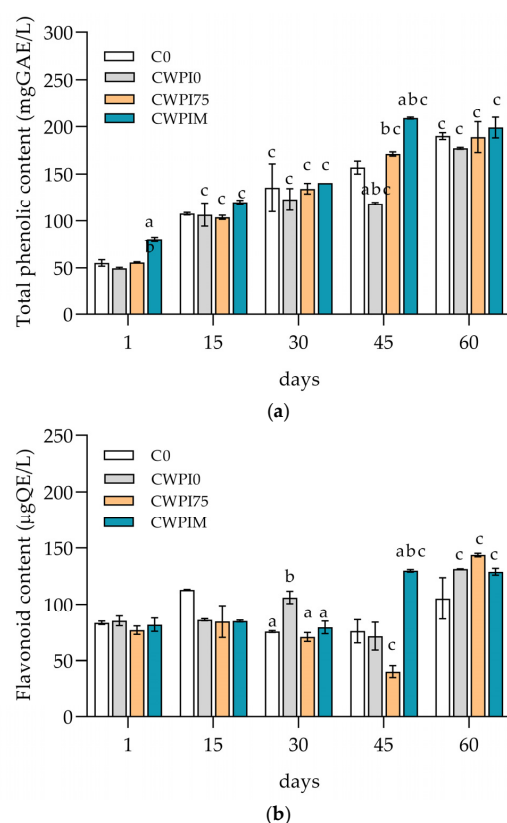 (a)
Total phenolic content (mgGAE/L)
300
250
200
150
100
50
0
C0
CWPI0
CWPI75
CWPIM
a
b
c c c
c c c c
abc
bc
abc
c c c c
1 15 30 45 60
days
(a)
Flavonoid content (µgQE/L)
250
200
150
100
50
0
C0
CWPI0
CWPI75
CWPIM
a
b
a a
c
abc
c c c
1 15 30 45 60
days
(b)